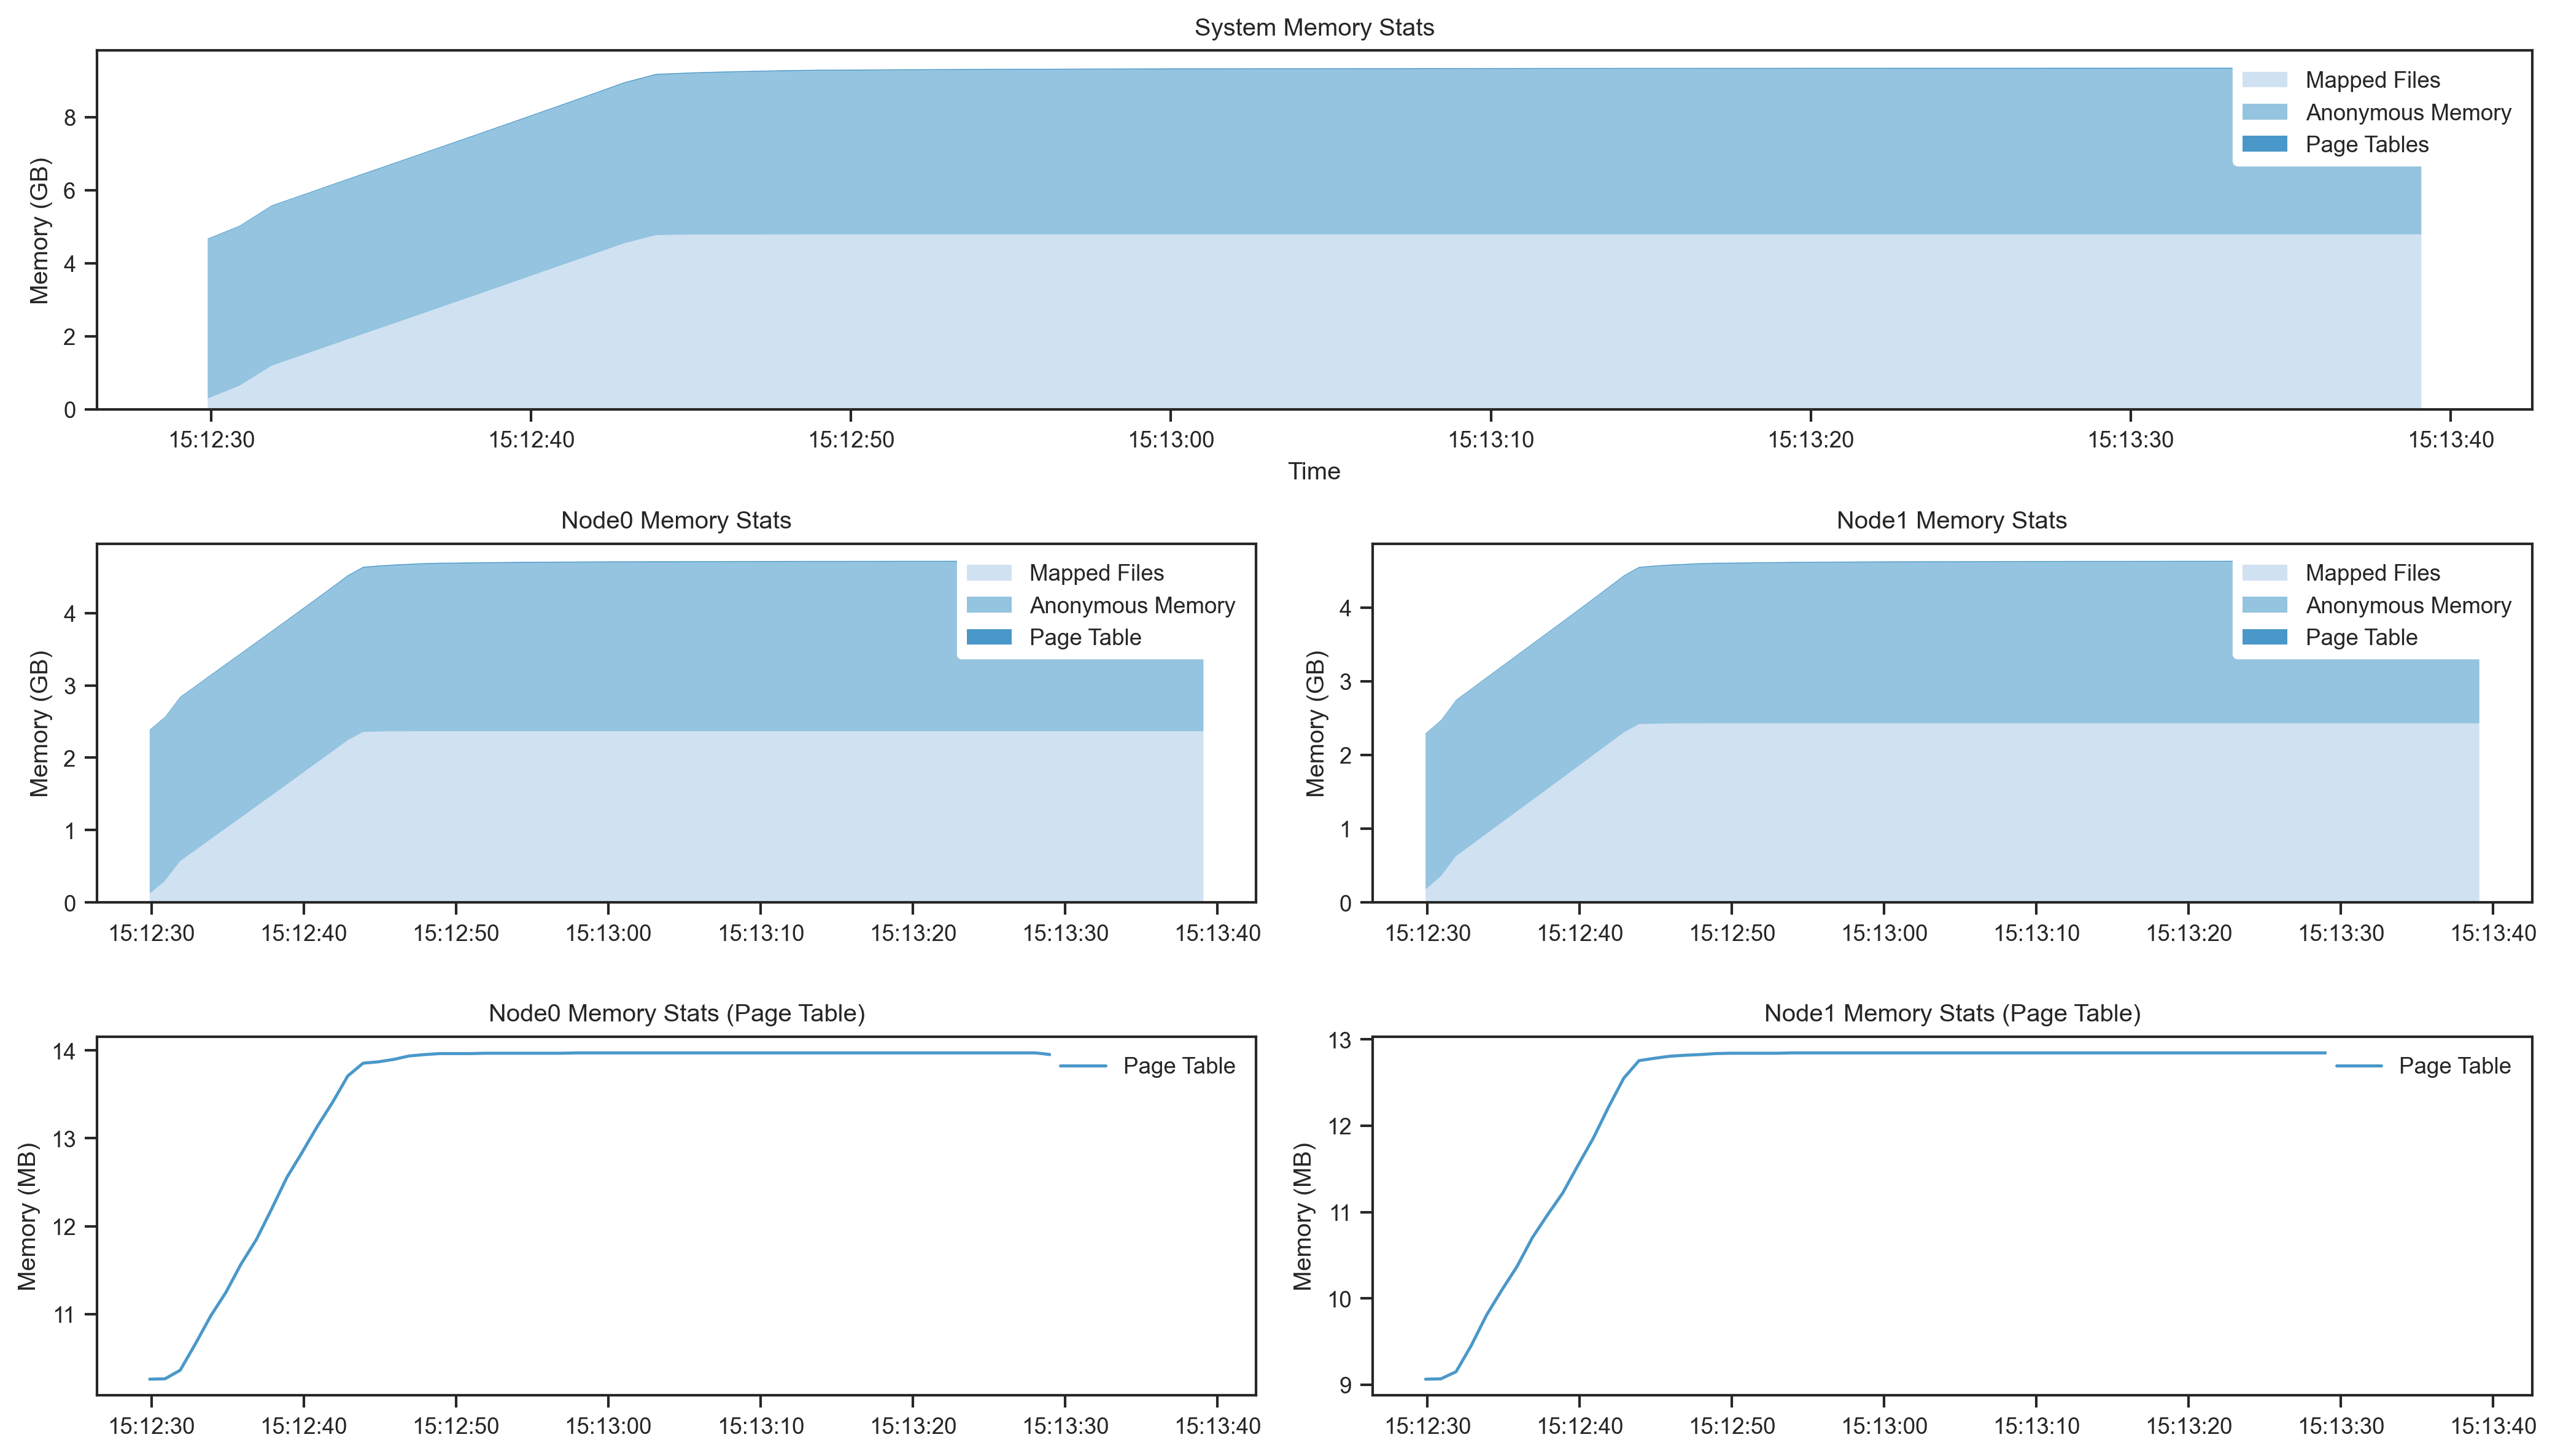 System Memory Stats
Memory (GB)
8
6
4
2
0
Mapped Files
Anonymous Memory
Page Tables
15:12:30 15:12:40 15:12:50 15:13:00 15:13:10 15:13:20 15:13:30 15:13:40
Time
Node0 Memory Stats
Memory (GB)
4
3
2
1
0
Mapped Files
Anonymous Memory
Page Table
15:12:30 15:12:40 15:12:50 15:13:00 15:13:10 15:13:20 15:13:30 15:13:40
Node1 Memory Stats
Memory (GB)
4
3
2
1
0
Mapped Files
Anonymous Memory
Page Table
15:12:30 15:12:40 15:12:50 15:13:00 15:13:10 15:13:20 15:13:30 15:13:40
Node0 Memory Stats (Page Table)
Memory (MB)
14
13
12
11
Page Table
15:12:30 15:12:40 15:12:50 15:13:00 15:13:10 15:13:20 15:13:30 15:13:40
Node1 Memory Stats (Page Table)
Memory (MB)
13
12
11
10
9
Page Table
15:12:30 15:12:40 15:12:50 15:13:00 15:13:10 15:13:20 15:13:30 15:13:40